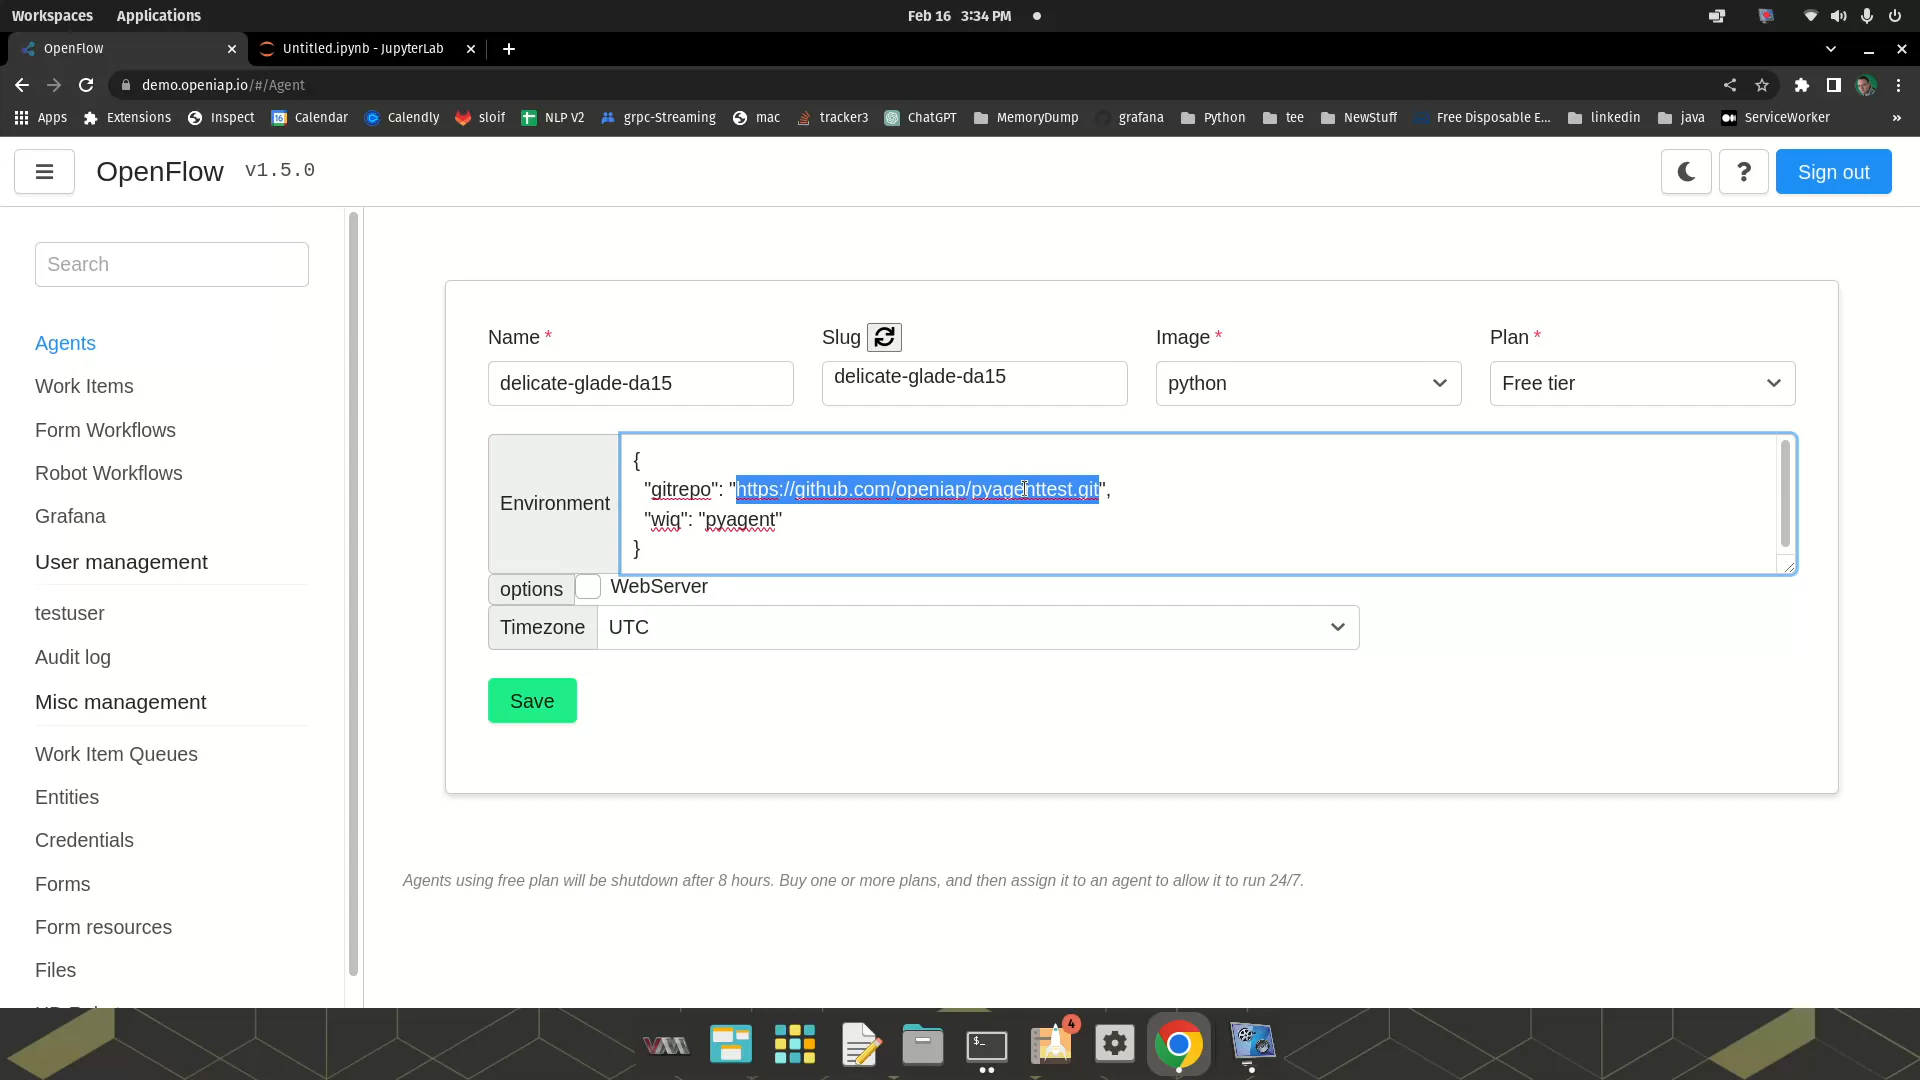 Workspaces Applications Feb 16 3:34 PM
OpenFlow Untitled.ipynb - JupyterLab
demo.openiap.io/#/Agent
Apps Extensions Inspect Calendar Calendly sloif NLP V2 grpc-Streaming mac tracker3 ChatGPT MemoryDump grafana Python tee NewStuff Free Disposable E... linkedin java ServiceWorker »
OpenFlow v1.5.0 ? Sign out
Search
Agents
Work Items
Form Workflows
Robot Workflows
Grafana
User management
testuser
Audit log
Misc management
Work Item Queues
Entities
Credentials
Forms
Form resources
Files
Name * Slug Image * Plan *
delicate-glade-da15 delicate-glade-da15 python Free tier
Environment
{
"gitrepo": "https://github.com/openiap/pyagenttest.git",
"wiq": "pyagent"
}
options WebServer
Timezone UTC
Save
Agents using free plan will be shutdown after 8 hours. Buy one or more plans, and then assign it to an agent to allow it to run 24/7.
4